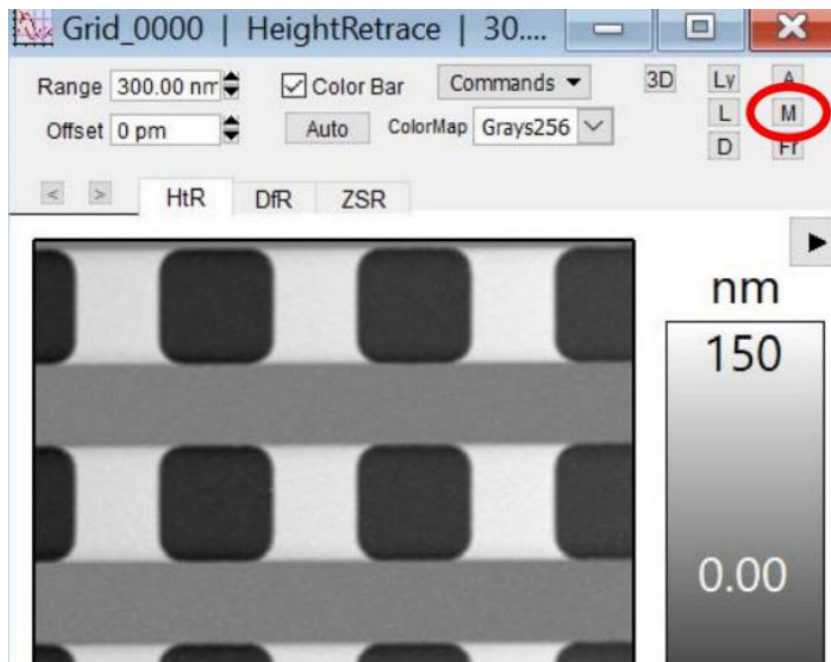 Grid_0000 | HeightRetrace | 30....
Range 300.00 nm Color Bar Commands 3D Ly A
Offset 0 pm Auto ColorMap Grays256 L M
D Fr
< > HtR DfR ZSR
nm
150
0.00